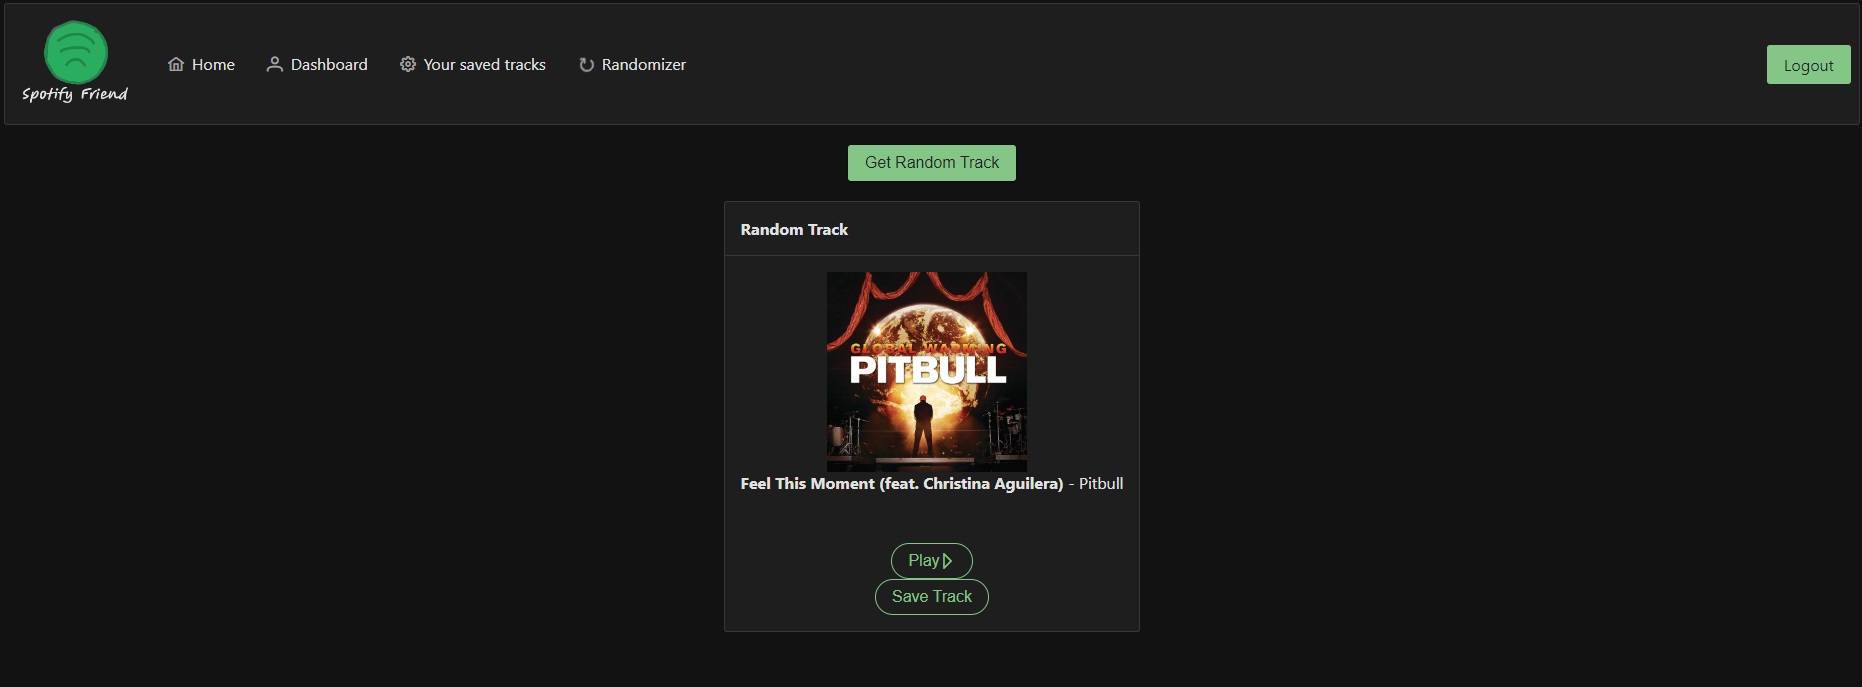 Spotify Friend
Home
Dashboard
Your saved tracks
Randomizer
Logout
Get Random Track
Random Track
GLOBAL WARMING
PITBULL
Feel This Moment (feat. Christina Aguilera) - Pitbull
Play
Save Track